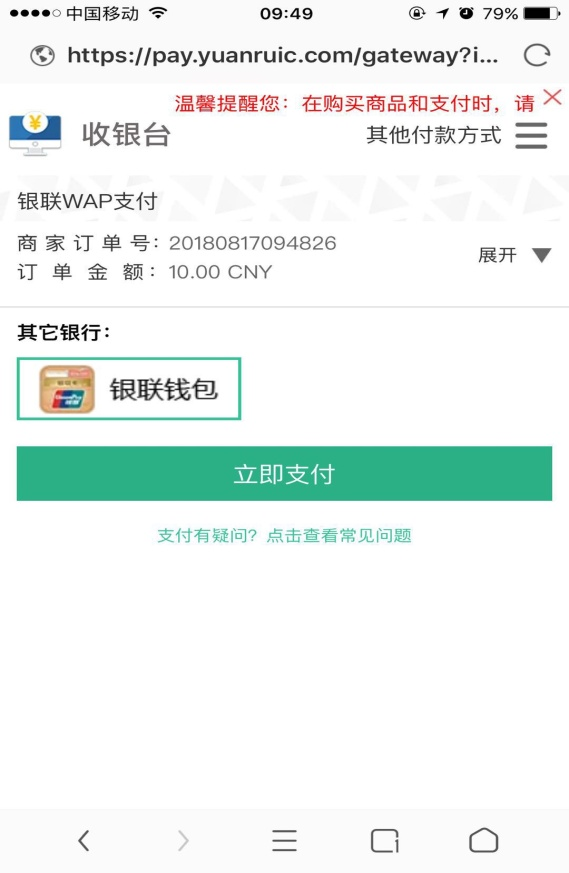 中国移动 09:49 79%
https://pay.yuanruic.com/gateway?i...
温馨提醒您：在购买商品和支付时，请
收银台 其他付款方式
银联WAP支付
商家订单号：20180817094826
展开
订单金额：10.00 CNY
其它银行：
银联钱包
立即支付
支付有疑问？点击查看常见问题